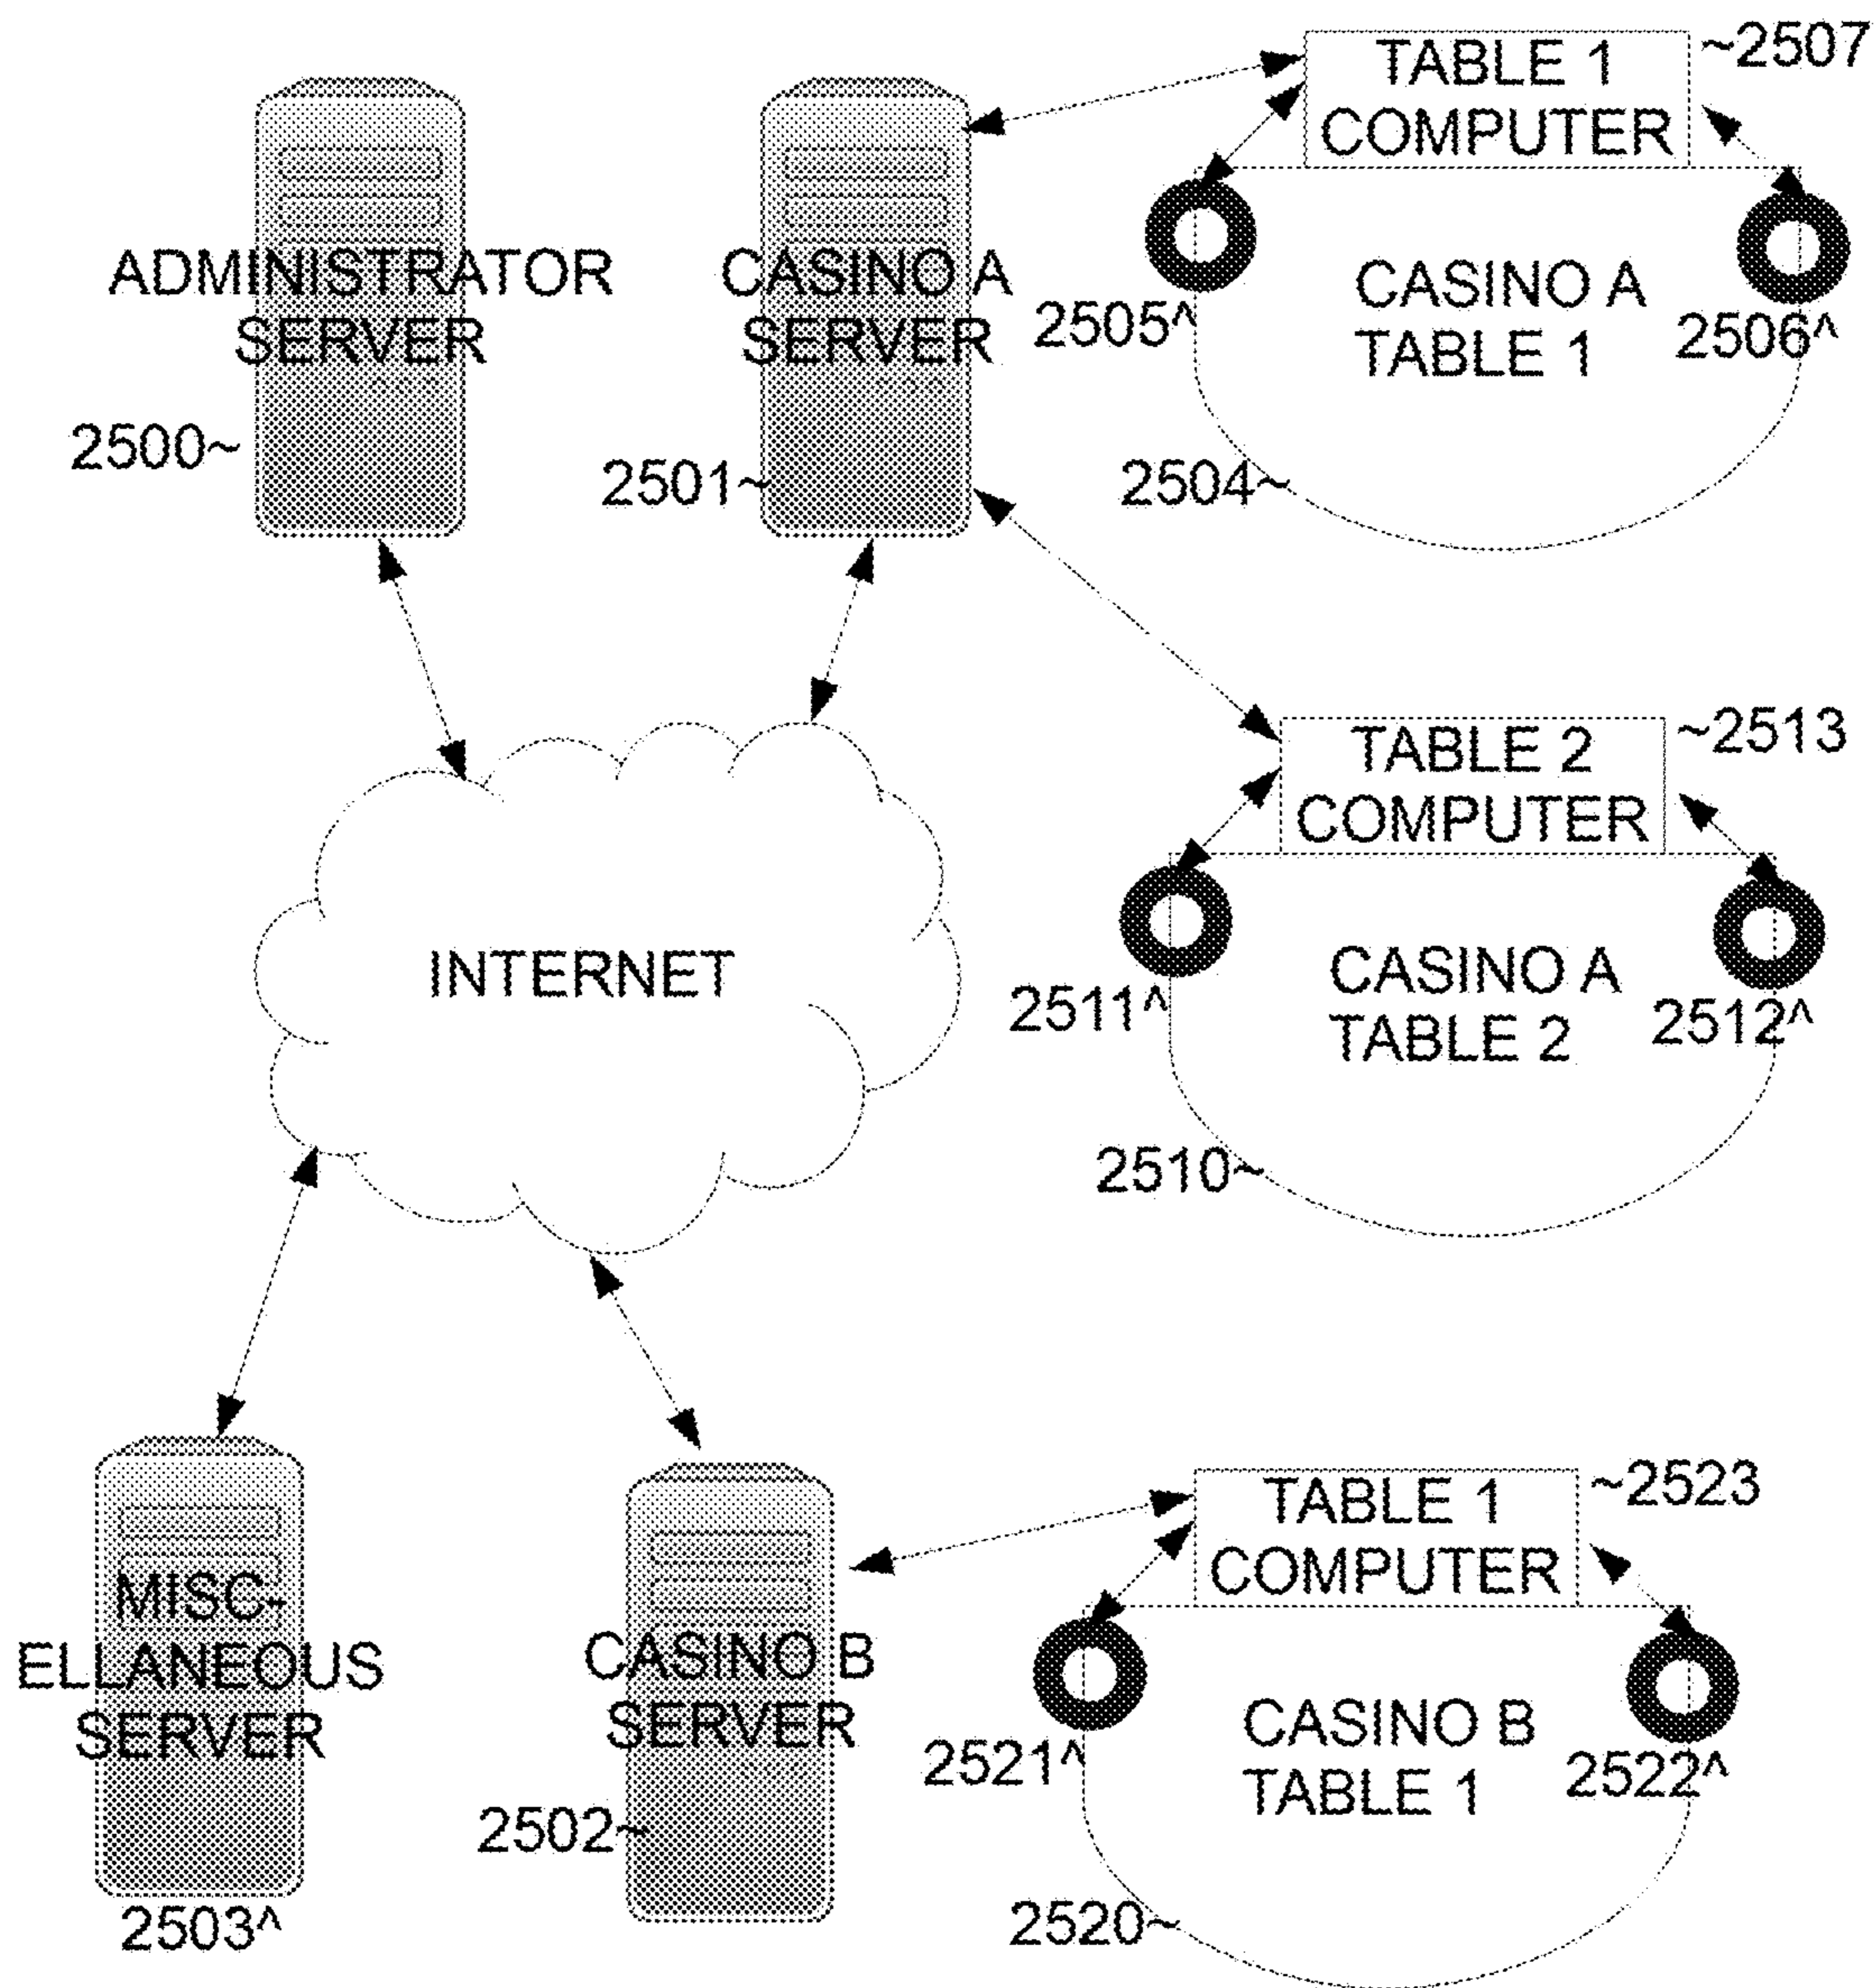 TABLE 1
COMPUTER
~2507
ADMINISTRATOR
SERVER
2500~
CASINO A
SERVER
2501~
2505^
CASINO A
TABLE 1
2506^
2504~
TABLE 2
COMPUTER
~2513
INTERNET
2511^
CASINO A
TABLE 2
2512^
2510~
TABLE 1
COMPUTER
~2523
MISC-
ELLANEOUS
SERVER
2503^
CASINO B
SERVER
2502~
2521^
CASINO B
TABLE 1
2522^
2520~